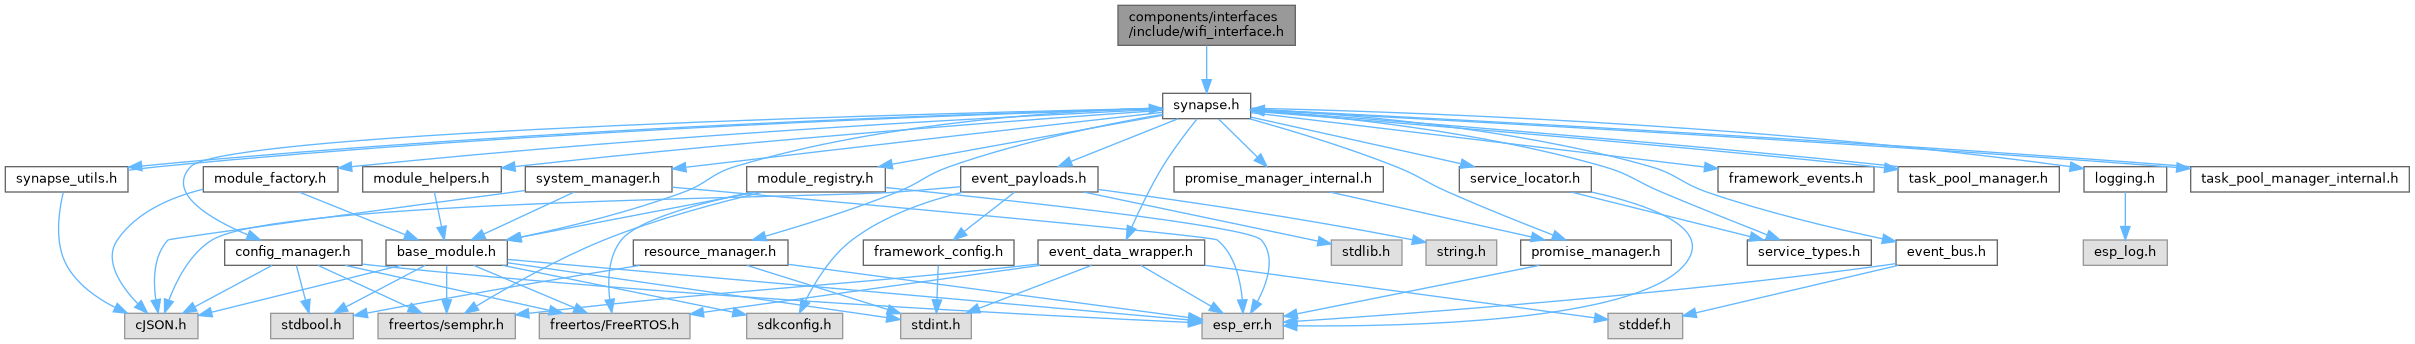 components/interfaces
/include/wifi_interface.h
synapse.h
synapse_utils.h
module_factory.h
module_helpers.h
system_manager.h
module_registry.h
event_payloads.h
promise_manager_internal.h
service_locator.h
framework_events.h
task_pool_manager.h
logging.h
task_pool_manager_internal.h
config_manager.h
base_module.h
resource_manager.h
framework_config.h
event_data_wrapper.h
stdlib.h
string.h
promise_manager.h
service_types.h
event_bus.h
esp_log.h
cJSON.h
stdbool.h
freertos/semphr.h
freertos/FreeRTOS.h
sdkconfig.h
stdint.h
esp_err.h
stddef.h